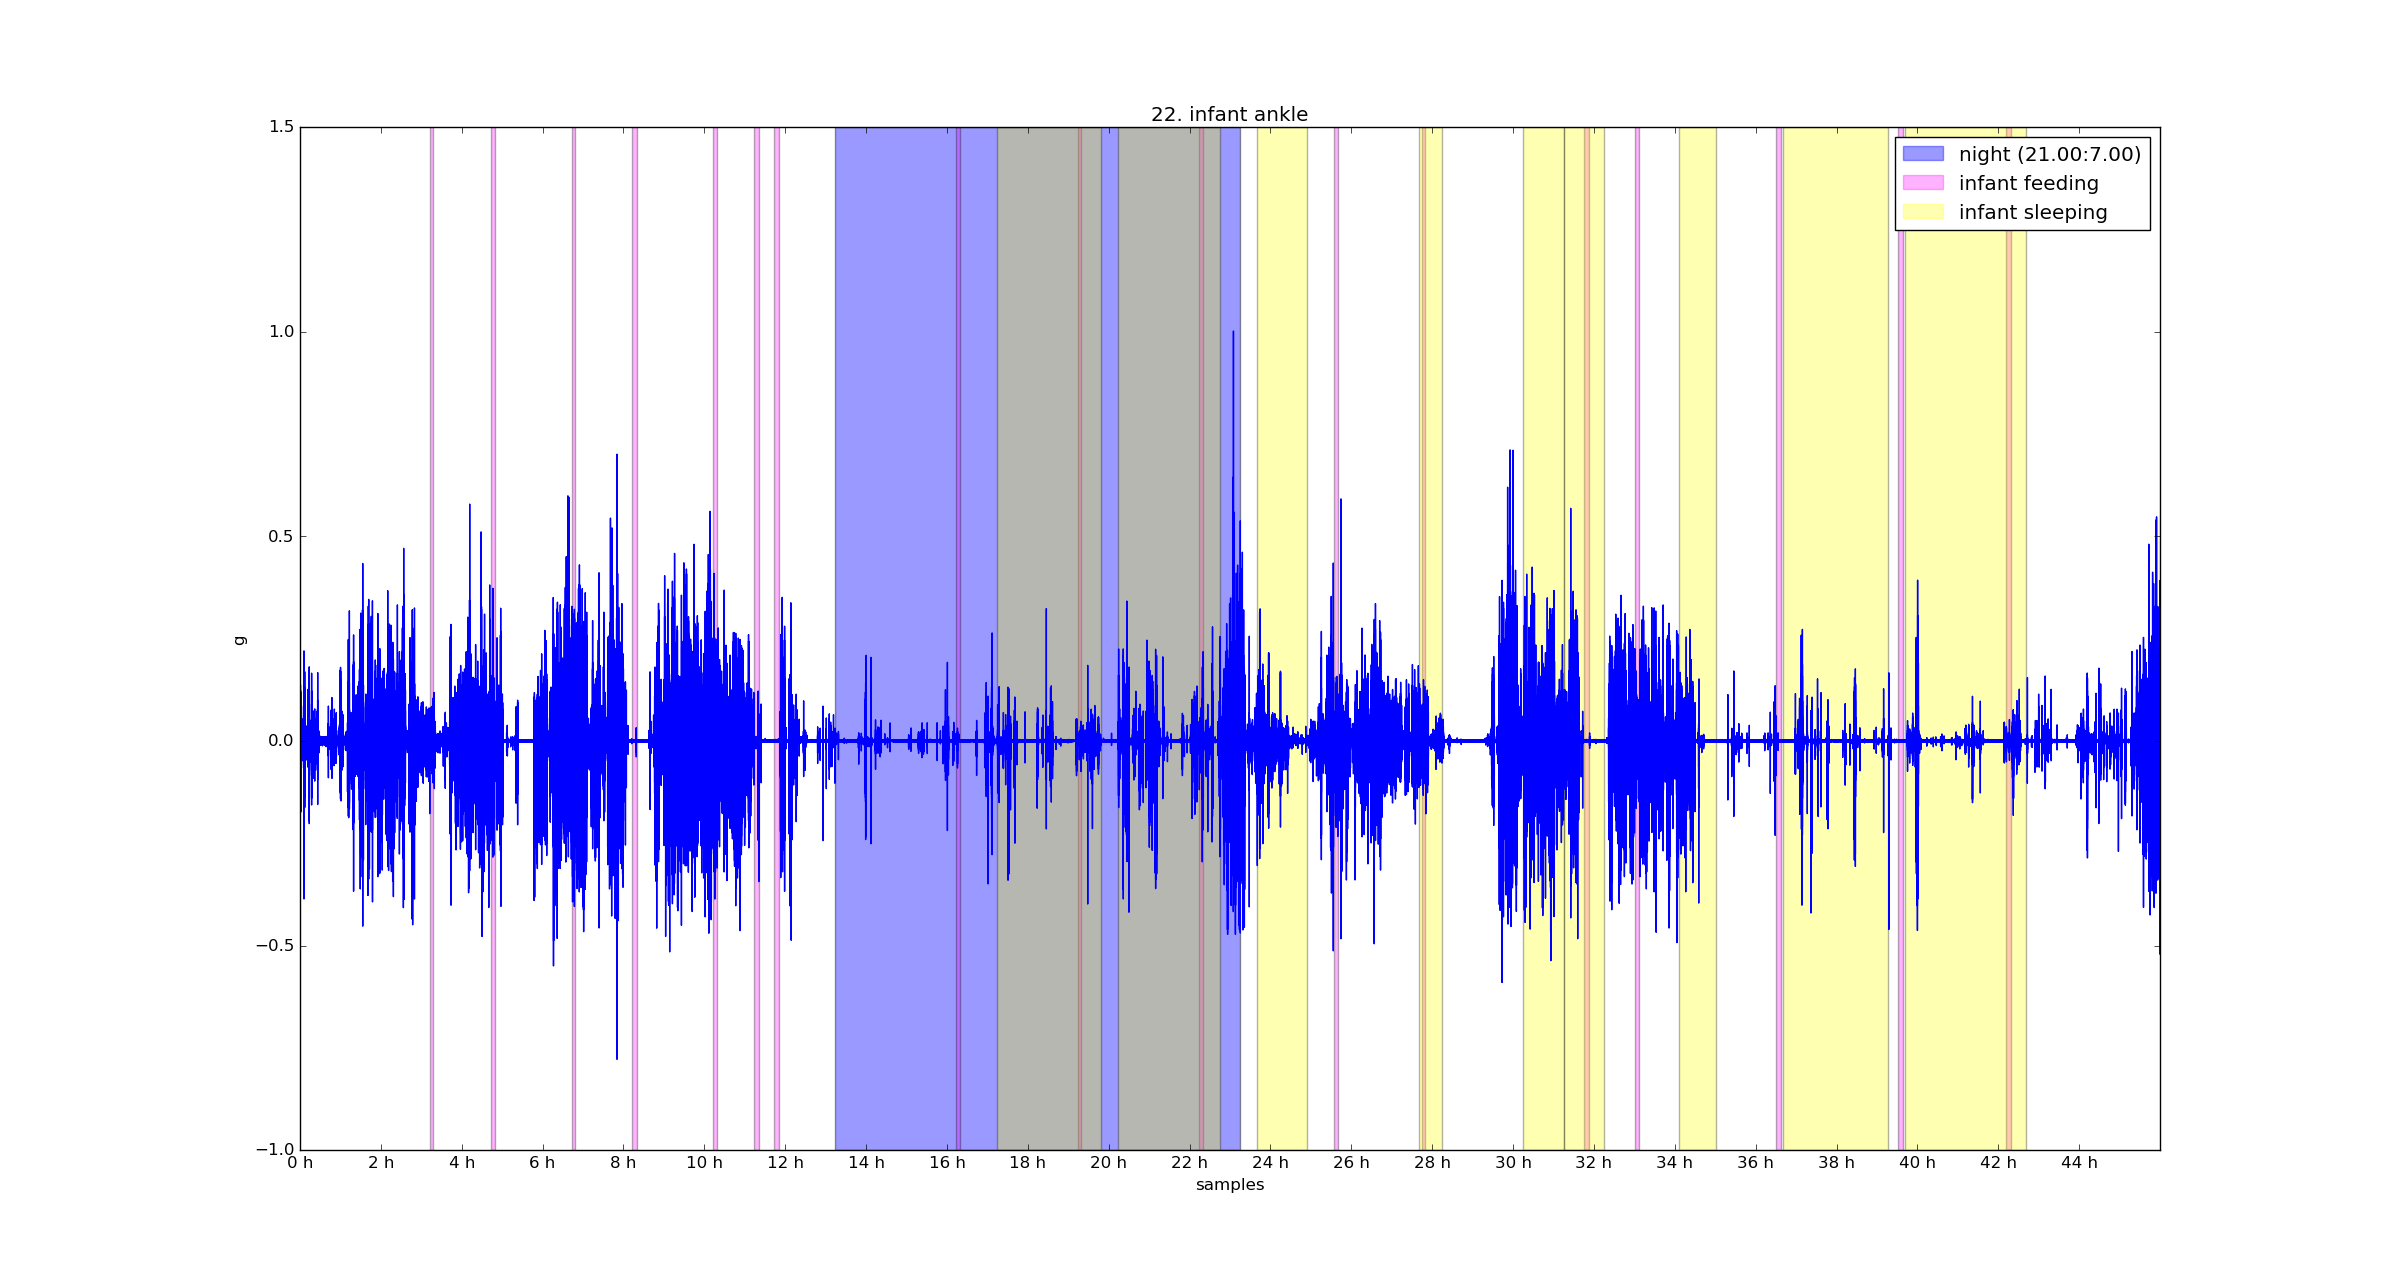 22. infant ankle
1.5
1.0
0.5
0.0
−0.5
−1.0
g
night (21.00:7.00)
infant feeding
infant sleeping
0 h 2 h 4 h 6 h 8 h 10 h 12 h 14 h 16 h 18 h 20 h 22 h 24 h 26 h 28 h 30 h 32 h 34 h 36 h 38 h 40 h 42 h 44 h
samples